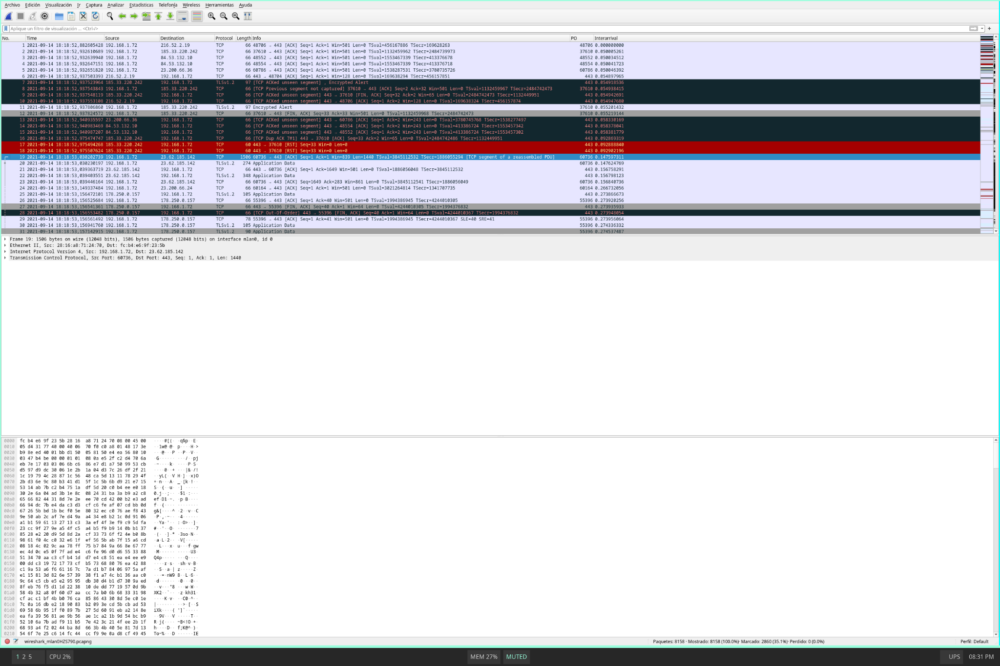 Archivo Edición Visualización Ir Captura Analizar Estadísticas Telefonía Wireless Herramientas Ayuda
Aplique un filtro de visualización … <Ctrl-/>
No. Time Source Destination Protocol Length Info PO Interarrival
1 2021-09-14 18:18:52,882605428 192.168.1.72 216.52.2.19 TCP 66 48706 → 443 [ACK] Seq=1 Ack=1 Win=501 Len=0 TSval=456167886 TSecr=169628263 48706 0.000000000
2 2021-09-14 18:18:52,932610689 192.168.1.72 185.33.220.242 TCP 66 37610 → 443 [ACK] Seq=1 Ack=1 Win=501 Len=0 TSval=1132459962 TSecr=2484739973 37610 0.050005261
3 2021-09-14 18:18:52,932639940 192.168.1.72 84.53.132.10 TCP 66 48552 → 443 [ACK] Seq=1 Ack=1 Win=501 Len=0 TSval=1553467339 TSecr=413376678 48552 0.050034512
4 2021-09-14 18:18:52,932647151 192.168.1.72 84.53.132.10 TCP 66 48554 → 443 [ACK] Seq=1 Ack=1 Win=501 Len=0 TSval=1553467339 TSecr=413376718 48554 0.050041723
5 2021-09-14 18:18:52,932651820 192.168.1.72 23.200.66.36 TCP 66 60786 → 443 [ACK] Seq=1 Ack=1 Win=501 Len=0 TSval=1538287531 TSecr=3780735726 60786 0.050046392
6 2021-09-14 18:18:52,937503393 216.52.2.19 192.168.1.72 TCP 66 443 → 48704 [ACK] Seq=1 Ack=1 Win=128 Len=0 TSval=169638294 TSecr=456157851 443 0.054897965
7 2021-09-14 18:18:52,937523964 185.33.220.242 192.168.1.72 TLSv1.2 97 [TCP ACKed unseen segment] , Encrypted Alert 443 0.054918536
8 2021-09-14 18:18:52,937543843 192.168.1.72 185.33.220.242 TCP 66 [TCP Previous segment not captured] 37610 → 443 [ACK] Seq=2 Ack=32 Win=501 Len=0 TSval=1132459967 TSecr=2484742473 37610 0.054938415
9 2021-09-14 18:18:52,937548119 185.33.220.242 192.168.1.72 TCP 66 [TCP ACKed unseen segment] 443 → 37610 [FIN, ACK] Seq=32 Ack=2 Win=65 Len=0 TSval=2484742473 TSecr=1132449951 443 0.054942691
10 2021-09-14 18:18:52,937553108 216.52.2.19 192.168.1.72 TCP 66 [TCP ACKed unseen segment] 443 → 48706 [ACK] Seq=1 Ack=2 Win=128 Len=0 TSval=169638324 TSecr=456157874 443 0.054947680
11 2021-09-14 18:18:52,937806860 192.168.1.72 185.33.220.242 TLSv1.2 97 Encrypted Alert 37610 0.055201432
12 2021-09-14 18:18:52,937824572 192.168.1.72 185.33.220.242 TCP 66 37610 → 443 [FIN, ACK] Seq=33 Ack=33 Win=501 Len=0 TSval=1132459968 TSecr=2484742473 37610 0.055219144
13 2021-09-14 18:18:52,940935597 23.200.66.36 192.168.1.72 TCP 66 [TCP ACKed unseen segment] 443 → 60786 [ACK] Seq=1 Ack=2 Win=243 Len=0 TSval=3780745768 TSecr=1538277497 443 0.058330169
14 2021-09-14 18:18:52,940983469 84.53.132.10 192.168.1.72 TCP 66 [TCP ACKed unseen segment] 443 → 48554 [ACK] Seq=1 Ack=2 Win=243 Len=0 TSval=413386724 TSecr=1553457342 443 0.058378041
15 2021-09-14 18:18:52,940987207 84.53.132.10 192.168.1.72 TCP 66 [TCP ACKed unseen segment] 443 → 48552 [ACK] Seq=1 Ack=2 Win=243 Len=0 TSval=413386724 TSecr=1553457302 443 0.058381779
16 2021-09-14 18:18:52,975474747 185.33.220.242 192.168.1.72 TCP 66 [TCP Dup ACK 7#1] 443 → 37610 [ACK] Seq=33 Ack=2 Win=65 Len=0 TSval=2484742486 TSecr=1132449951 443 0.092869319
17 2021-09-14 18:18:52,975494268 185.33.220.242 192.168.1.72 TCP 60 443 → 37610 [RST] Seq=33 Win=0 Len=0 443 0.092888840
18 2021-09-14 18:18:52,975507624 185.33.220.242 192.168.1.72 TCP 60 443 → 37610 [RST] Seq=33 Win=0 Len=0 443 0.092902196
19 2021-09-14 18:18:53,030202739 192.168.1.72 23.62.185.142 TCP 1506 60736 → 443 [ACK] Seq=1 Ack=1 Win=839 Len=1440 TSval=3845112532 TSecr=1886055294 [TCP segment of a reassembled PDU] 60736 0.147597311
20 2021-09-14 18:18:53,030230197 192.168.1.72 23.62.185.142 TLSv1.2 274 Application Data 60736 0.147624769
21 2021-09-14 18:18:53,039363719 23.62.185.142 192.168.1.72 TCP 66 443 → 60736 [ACK] Seq=1 Ack=1649 Win=501 Len=0 TSval=1886056048 TSecr=3845112532 443 0.156758291
22 2021-09-14 18:18:53,039403551 23.62.185.142 192.168.1.72 TLSv1.2 348 Application Data 443 0.156798123
23 2021-09-14 18:18:53,039446164 192.168.1.72 23.62.185.142 TCP 66 60736 → 443 [ACK] Seq=1649 Ack=283 Win=861 Len=0 TSval=3845112541 TSecr=1886056049 60736 0.156840736
24 2021-09-14 18:18:53,149337484 192.168.1.72 23.200.66.24 TCP 66 60164 → 443 [ACK] Seq=1 Ack=1 Win=501 Len=0 TSval=3021264814 TSecr=1341707735 60164 0.266732056
25 2021-09-14 18:18:53,156472101 178.250.0.157 192.168.1.72 TLSv1.2 105 Application Data 443 0.273866673
26 2021-09-14 18:18:53,156525684 192.168.1.72 178.250.0.157 TCP 66 55396 → 443 [ACK] Seq=1 Ack=40 Win=501 Len=0 TSval=1994386945 TSecr=4244010305 55396 0.273920256
27 2021-09-14 18:18:53,156541361 178.250.0.157 192.168.1.72 TCP 66 443 → 55396 [FIN, ACK] Seq=40 Ack=1 Win=64 Len=0 TSval=4244010305 TSecr=1994376832 443 0.273935933
28 2021-09-14 18:18:53,156553482 178.250.0.157 192.168.1.72 TCP 66 [TCP Out-Of-Order] 443 → 55396 [FIN, ACK] Seq=40 Ack=1 Win=64 Len=0 TSval=4244010367 TSecr=1994376832 443 0.273948054
29 2021-09-14 18:18:53,156561492 192.168.1.72 178.250.0.157 TCP 78 55396 → 443 [ACK] Seq=1 Ack=41 Win=501 Len=0 TSval=1994386945 TSecr=4244010367 SLE=40 SRE=41 55396 0.273956064
30 2021-09-14 18:18:53,156941760 192.168.1.72 178.250.0.157 TLSv1.2 105 Application Data 55396 0.274336332
31 2021-09-14 18:18:53,157142915 192.168.1.72 178.250.0.157 TLSv1.2 90 Application Data 55396 0.274537487
Frame 19: 1506 bytes on wire (12048 bits), 1506 bytes captured (12048 bits) on interface mlan0, id 0
Ethernet II, Src: 28:16:a8:71:24:70, Dst: fc:b4:e6:9f:23:5b
Internet Protocol Version 4, Src: 192.168.1.72, Dst: 23.62.185.142
Transmission Control Protocol, Src Port: 60736, Dst Port: 443, Seq: 1, Ack: 1, Len: 1440
0000 fc b4 e6 9f 23 5b 28 16 a8 71 24 70 08 00 45 00
0010 05 d4 31 77 40 00 40 06 70 f0 c0 a8 01 48 17 3e
0020 b9 8e ed 40 01 bb d1 50 05 81 50 e4 ea 56 80 10
0030 03 47 b4 be 00 00 01 01 08 0a e5 2f c2 d4 70 6a
0040 eb 7e 17 03 03 06 6b c6 86 e7 d1 a7 50 99 53 cb
0050 d5 97 d9 dc 30 06 1e 2b 1a 04 d3 7c 26 df 2f 21
0060 1c 19 79 4c 28 87 1c 56 48 ca 5d 13 11 78 29 4f
0070 2b d3 6e 9c 80 b3 41 d1 5f 1c 5b 6b d9 21 e7 15
0080 53 14 ab 7b c2 b4 75 1a df 5d 20 c0 b4 ee e0 18
0090 30 2e 6a 04 ad 3b 1e 8c 08 24 31 ba 3a b9 a2 c8
00a0 65 66 82 44 31 8d 7e 2e ee 70 cd 42 00 b2 e3 ad
00b0 66 94 dc 7b e4 da c3 d3 cf c6 fe af 07 cd bb 0d
00c0 67 26 5b bd 1b bc f0 5e 80 32 ec c0 76 ae f8 43
00d0 9e 50 ab 2c af 7e d4 9a a4 34 e8 b2 1c 0d 91 06
00e0 a1 b1 59 61 13 27 13 c3 3a ef 4f 3e f9 c9 5d fa
00f0 23 cc 9f 27 9e a5 4f c5 a4 b5 f9 b9 14 0b b1 37
0100 85 28 e2 20 d9 5d 8d 2a cf 33 73 6f f2 4e b0 8b
0110 98 61 f0 4c c0 32 e6 1f ef 56 5b ab 7f 15 a6 cd
0120 08 18 4c 02 9c aa 78 ff 75 b7 84 9a 66 8e 67 77
0130 ec 4d 0c e5 0f 7f ad e4 c6 fe 96 d0 d6 55 33 88
0140 51 34 70 aa c3 cf b4 1d d7 e4 c8 51 ea e4 ee e9
0150 00 dd c3 19 72 17 73 cf b5 73 68 80 76 ea 42 88
0160 c1 9a 53 a6 f6 61 16 7c 7a d1 b7 84 06 97 5a af
0170 e1 15 81 3d 82 6e 57 39 38 f1 a7 4c b1 36 aa c0
0180 9c 64 c5 cb e5 e2 95 95 db 30 d4 b1 d7 30 9a ed
0190 8f eb 76 f5 d1 1d 22 38 10 de dd 77 19 57 0d 9b
01a0 58 4b 32 a8 0f 60 d7 aa cc 7a b0 6b 68 33 31 98
01b0 cf ac c1 bf 4b b0 76 ca 85 86 43 30 8d 5e c0 1e
01c0 7c 0a 16 db e2 18 90 83 b2 09 3e cd 5b cb ad 53
01d0 69 58 6b 95 1f f0 89 7b 27 5d 60 91 eb a2 14 8e
01e0 ea fa 39 56 81 ae 9b 56 ae 1c a2 1b 9d 54 bc b9
01f0 52 10 6a 7b ad f9 11 b5 7e 42 3c 21 4f ee 2b 1f
0200 68 93 a4 f2 02 44 ba 8d 66 3b 4b 40 5e 81 7d 13
0210 54 6f 7e 25 c6 14 fc 44 cc f9 9e 0a d8 cf 49 45
wireshark_mlan0HZS790.pcapng Paquetes: 8158 · Mostrado: 8158 (100.0%)· Marcado: 2860 (35.1%)· Perdido: 0 (0.0%) Perfil: Default
1 2 5 CPU 2% MEM 27% MUTED UPS 08:31 PM